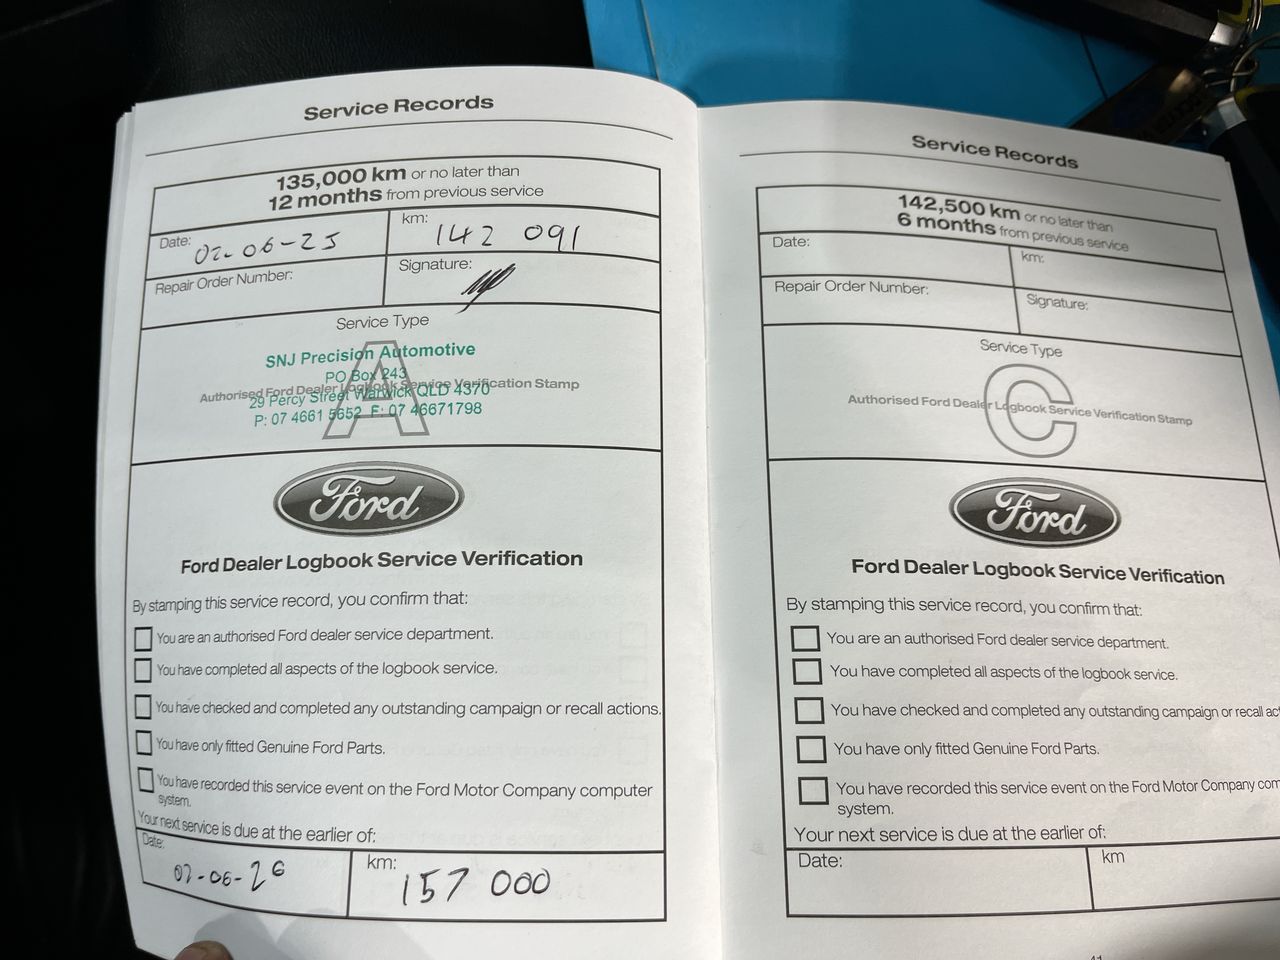 Service Records
135,000 km or no later than
12 months from previous service
Date: 02-06-25
km: 142 091
Repair Order Number:
Signature:
Service Type
A
SNJ Precision Automotive
PO Box 243
Authorised Ford Dealer Logbook Service Verification Stamp
29 Percy Street Warwick QLD 4370
P: 07 4661 5652 F: 07 46671798
Ford
Ford Dealer Logbook Service Verification
By stamping this service record, you confirm that:
You are an authorised Ford dealer service department.
You have completed all aspects of the logbook service.
You have checked and completed any outstanding campaign or recall actions.
You have only fitted Genuine Ford Parts.
You have recorded this service event on the Ford Motor Company computer
system.
Your next service is due at the earlier of:
Date: 02-06-26
km: 157 000
Service Records
142,500 km or no later than
6 months from previous service
Date:
km:
Repair Order Number:
Signature:
Service Type
C
Authorised Ford Dealer Logbook Service Verification Stamp
Ford
Ford Dealer Logbook Service Verification
By stamping this service record, you confirm that:
You are an authorised Ford dealer service department.
You have completed all aspects of the logbook service.
You have checked and completed any outstanding campaign or recall act
You have only fitted Genuine Ford Parts.
You have recorded this service event on the Ford Motor Company com
system.
Your next service is due at the earlier of:
Date:
km